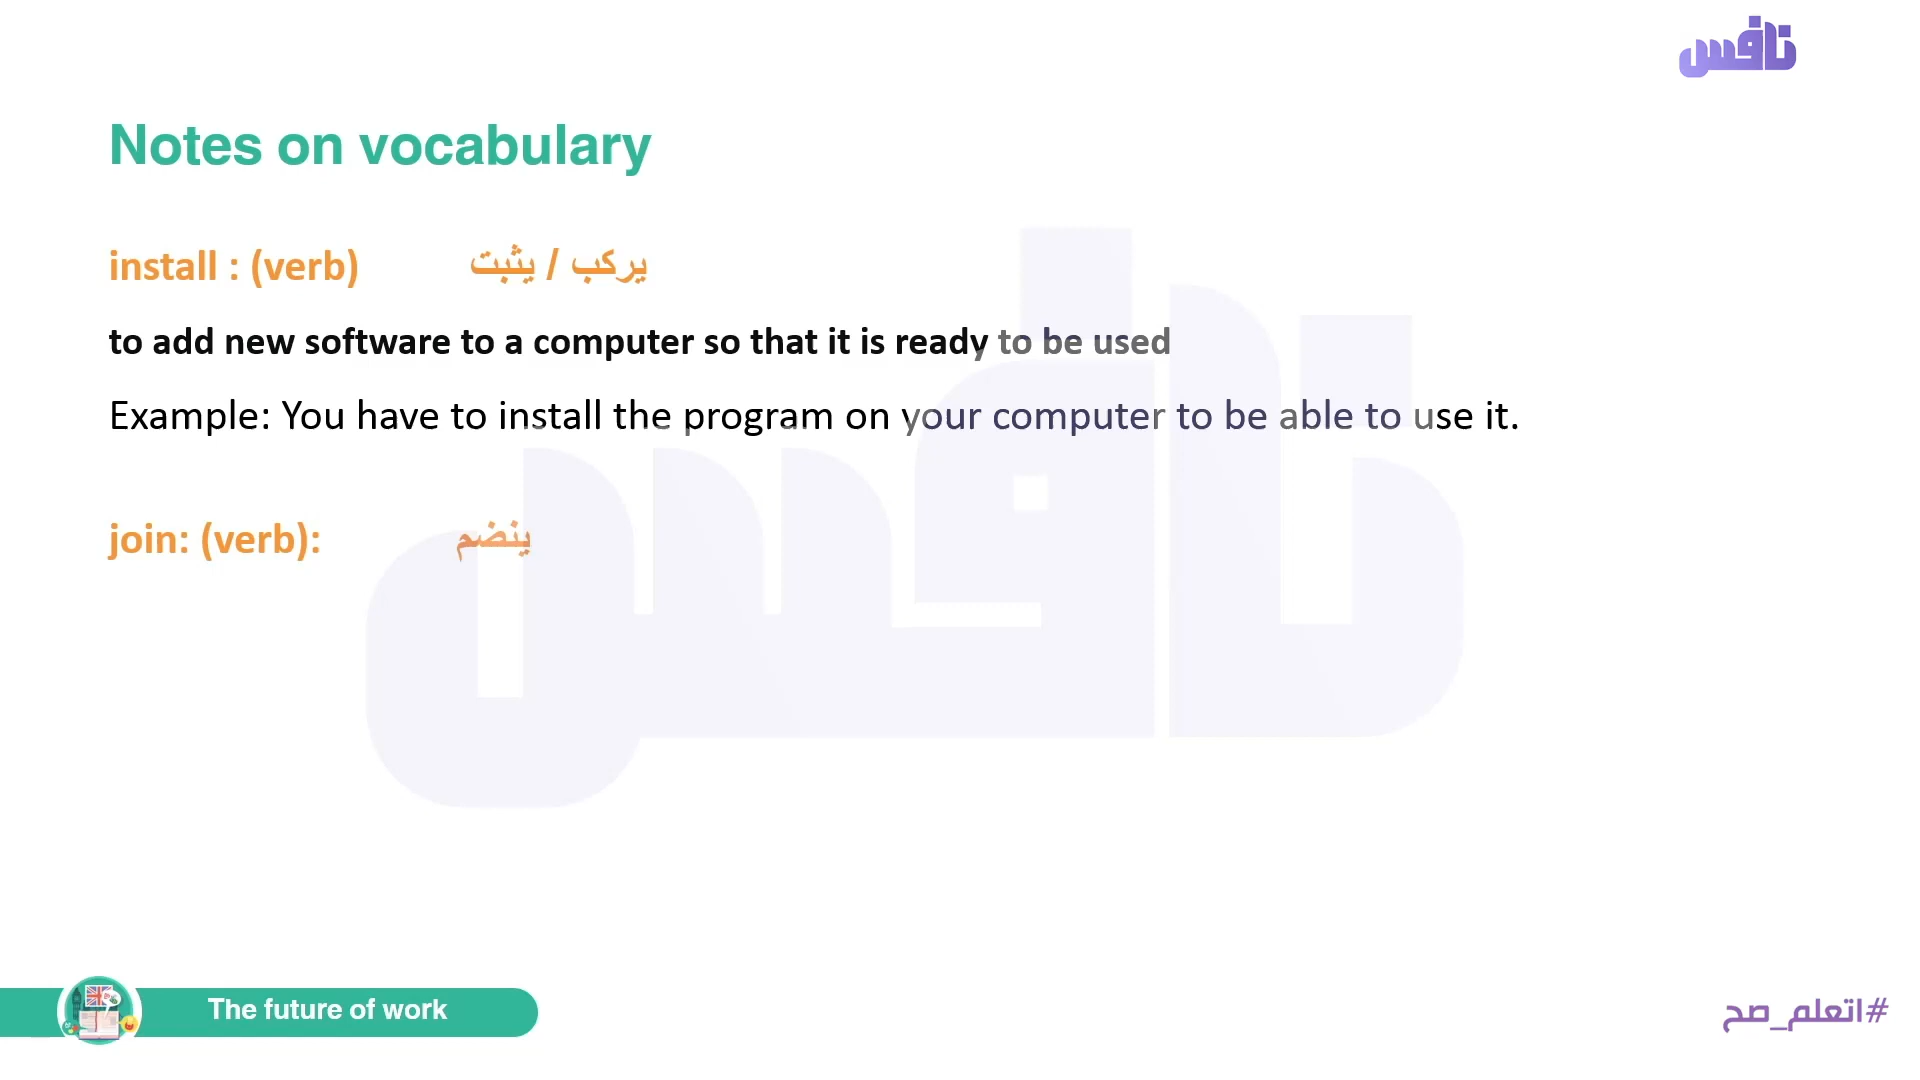 نافس
Notes on vocabulary
install : (verb) يركب / يثبت
to add new software to a computer so that it is ready to be used
Example: You have to install the program on your computer to be able to use it.
join: (verb): ينضم
The future of work
#اتعلم_صح